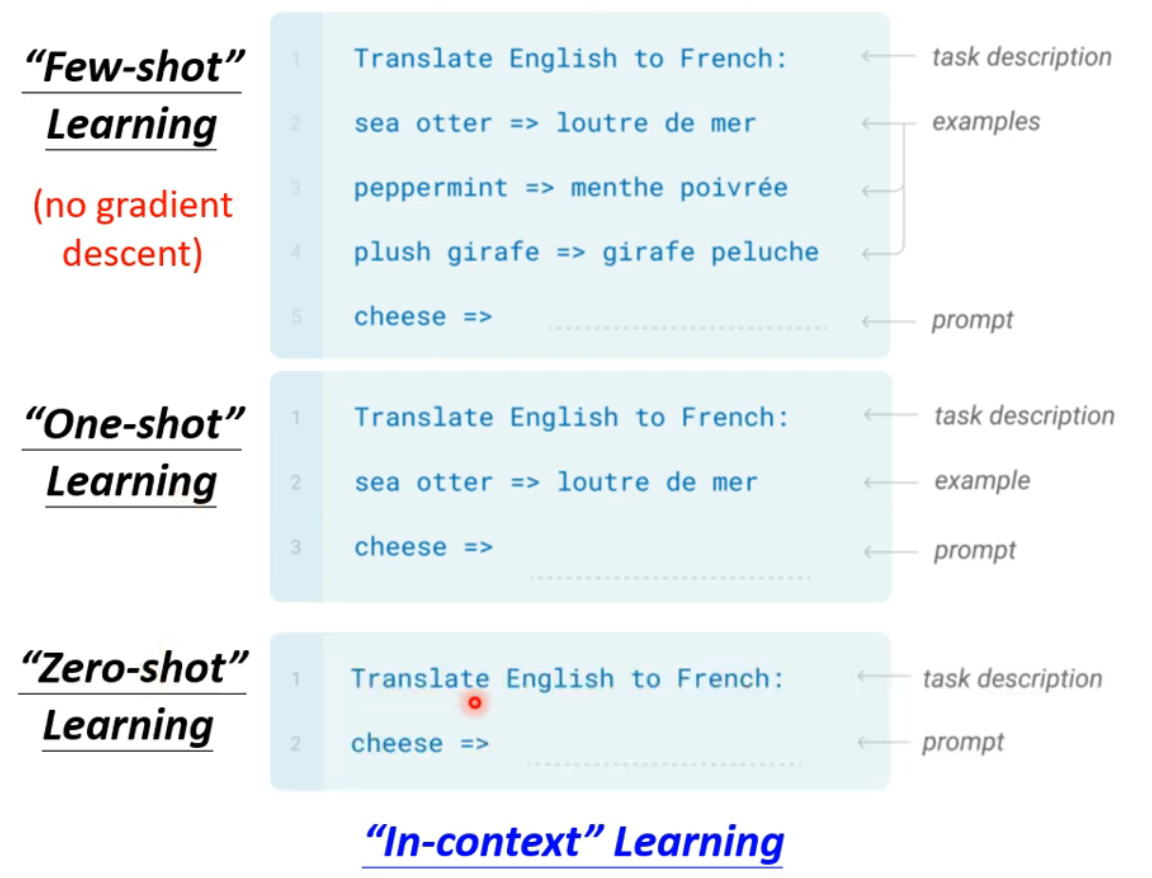 “Few-shot”
Learning
(no gradient
descent)
1 Translate English to French: task description
2 sea otter => loutre de mer examples
3 peppermint => menthe poivrée
4 plush girafe => girafe peluche
5 cheese => prompt
“One-shot”
Learning
1 Translate English to French: task description
2 sea otter => loutre de mer example
3 cheese => prompt
“Zero-shot”
Learning
1 Translate English to French: task description
2 cheese => prompt
“In-context” Learning